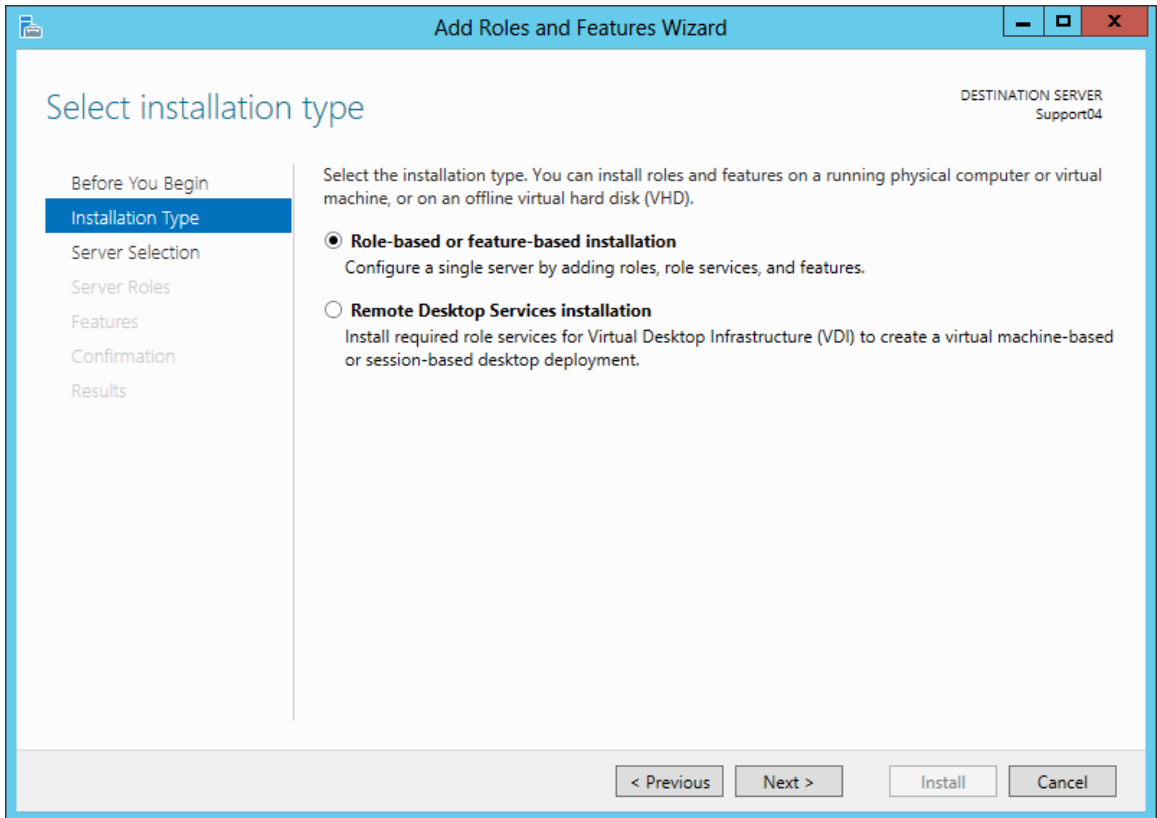 Add Roles and Features Wizard
x
Select installation type
DESTINATION SERVER
Support04
Before You Begin
Installation Type
Server Selection
Server Roles
Features
Confirmation
Results
Select the installation type. You can install roles and features on a running physical computer or virtual
machine, or on an offline virtual hard disk (VHD).
Role-based or feature-based installation
Configure a single server by adding roles, role services, and features.
Remote Desktop Services installation
Install required role services for Virtual Desktop Infrastructure (VDI) to create a virtual machine-based
or session-based desktop deployment.
< Previous Next > Install Cancel